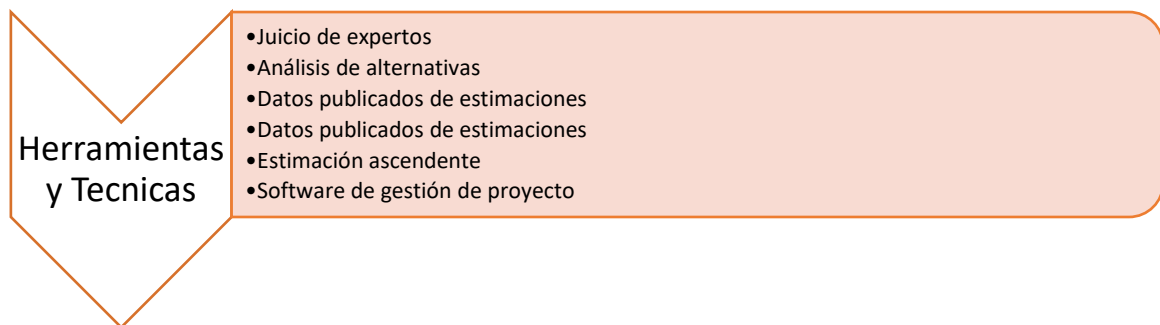 Herramientas
y Tecnicas
•Juicio de expertos
•Análisis de alternativas
•Datos publicados de estimaciones
•Datos publicados de estimaciones
•Estimación ascendente
•Software de gestión de proyecto